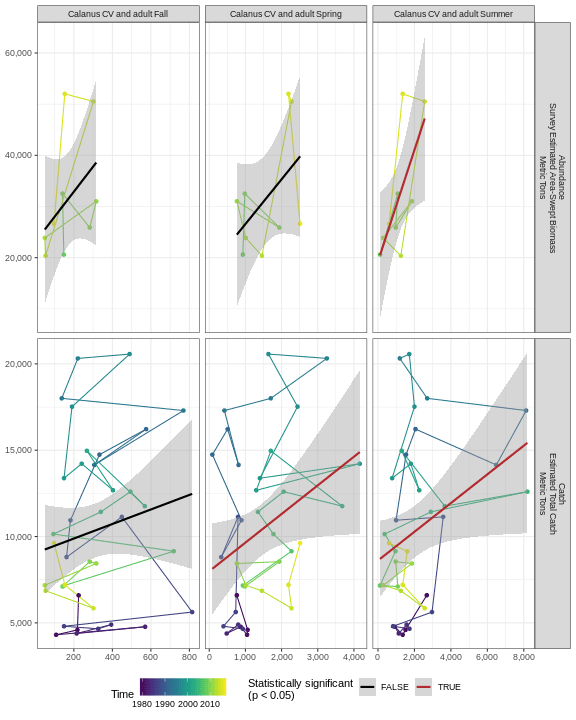 Calanus CV and adult Fall
Calanus CV and adult Spring
Calanus CV and adult Summer
60,000
40,000
20,000
Abundance
Survey Estimated Area-Swept Biomass
Metric Tons
20,000
15,000
10,000
5,000
Catch
Estimated Total Catch
Metric Tons
200 400 600 800
0 1,000 2,000 3,000 4,000
0 2,000 4,000 6,000 8,000
Time
1980 1990 2000 2010
Statistically significant
(p < 0.05)
FALSE
TRUE